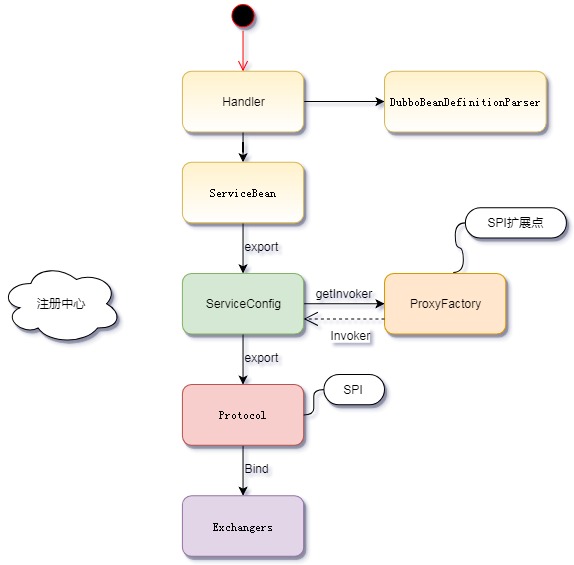 Handler
DubboBeanDefinitionParser
ServiceBean
export
SPI扩展点
注册中心
ServiceConfig
getInvoker
ProxyFactory
Invoker
export
SPI
Protocol
Bind
Exchangers